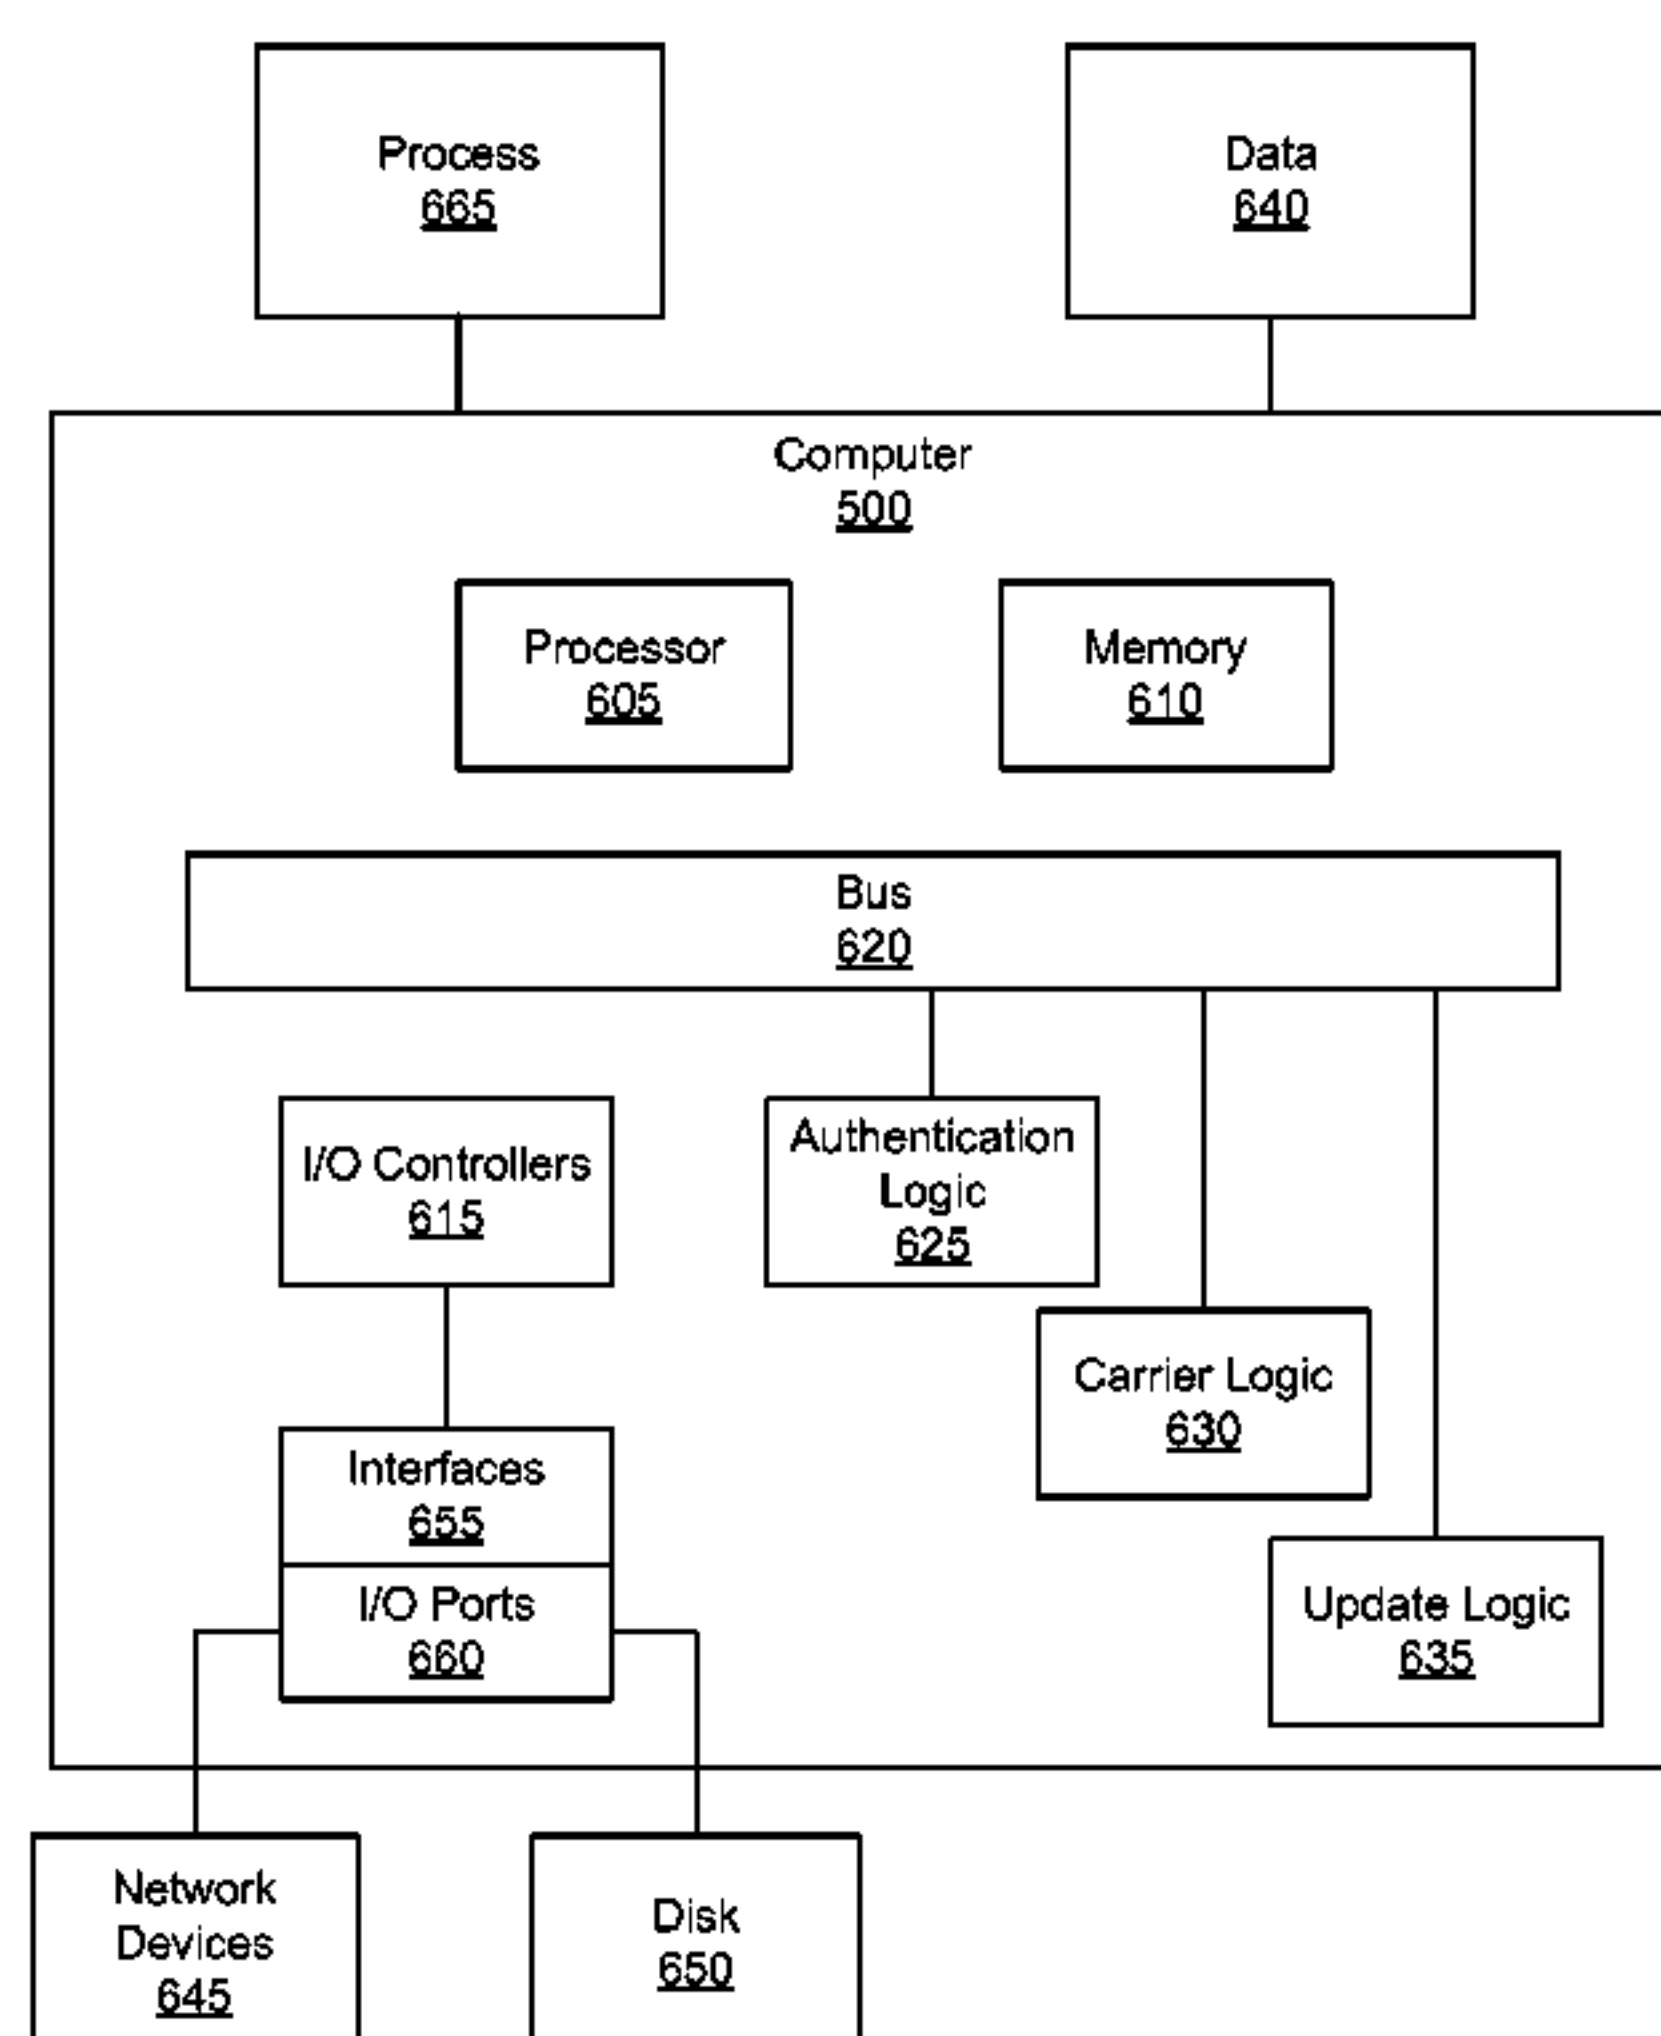 Process
665
Data
640
Computer
500
Processor
605
Memory
610
Bus
620
I/O Controllers
615
Authentication
Logic
625
Carrier Logic
630
Interfaces
655
I/O Ports
660
Update Logic
635
Network
Devices
645
Disk
650